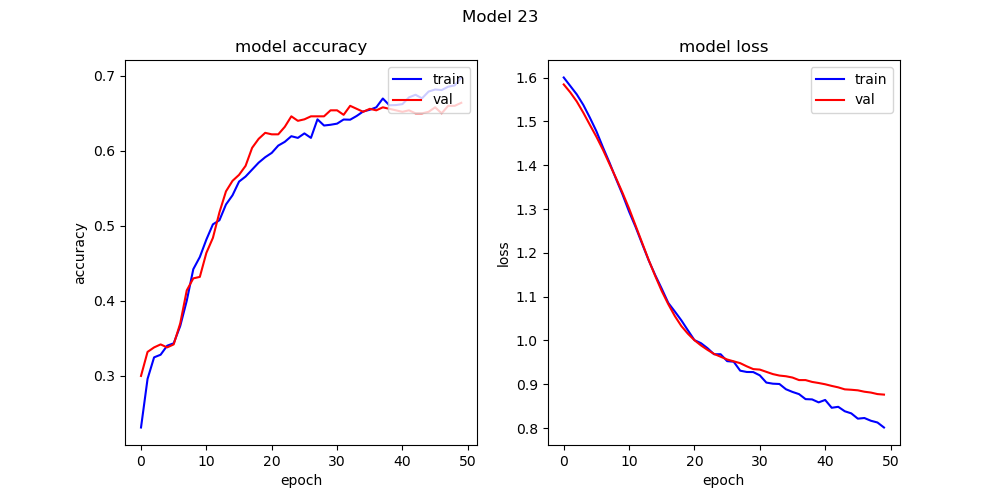 Model 23
model accuracy
train
val
0.7
0.6
0.5
0.4
0.3
accuracy
0 10 20 30 40 50
epoch
model loss
train
val
1.6
1.5
1.4
1.3
1.2
1.1
1.0
0.9
0.8
loss
0 10 20 30 40 50
epoch